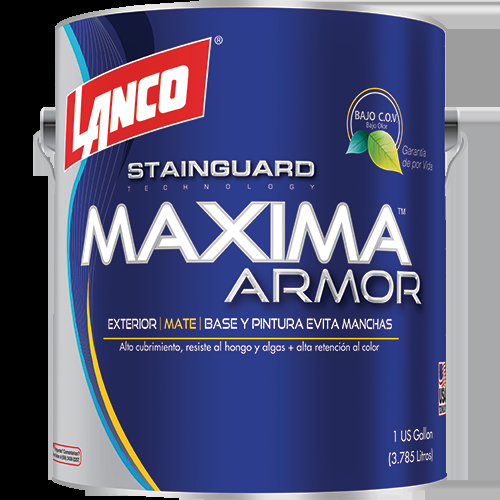 LANCO®
BAJO C.O.V
Bajo Olor
Garantía
de por Vida
STAINGUARD
TECHNOLOGY
MAXIMA™
ARMOR
EXTERIOR | MATE | BASE Y PINTURA EVITA MANCHAS
Alto cubrimiento, resiste al hongo y algas + alta retención al color
1 US Gallon
(3.785 Litros)